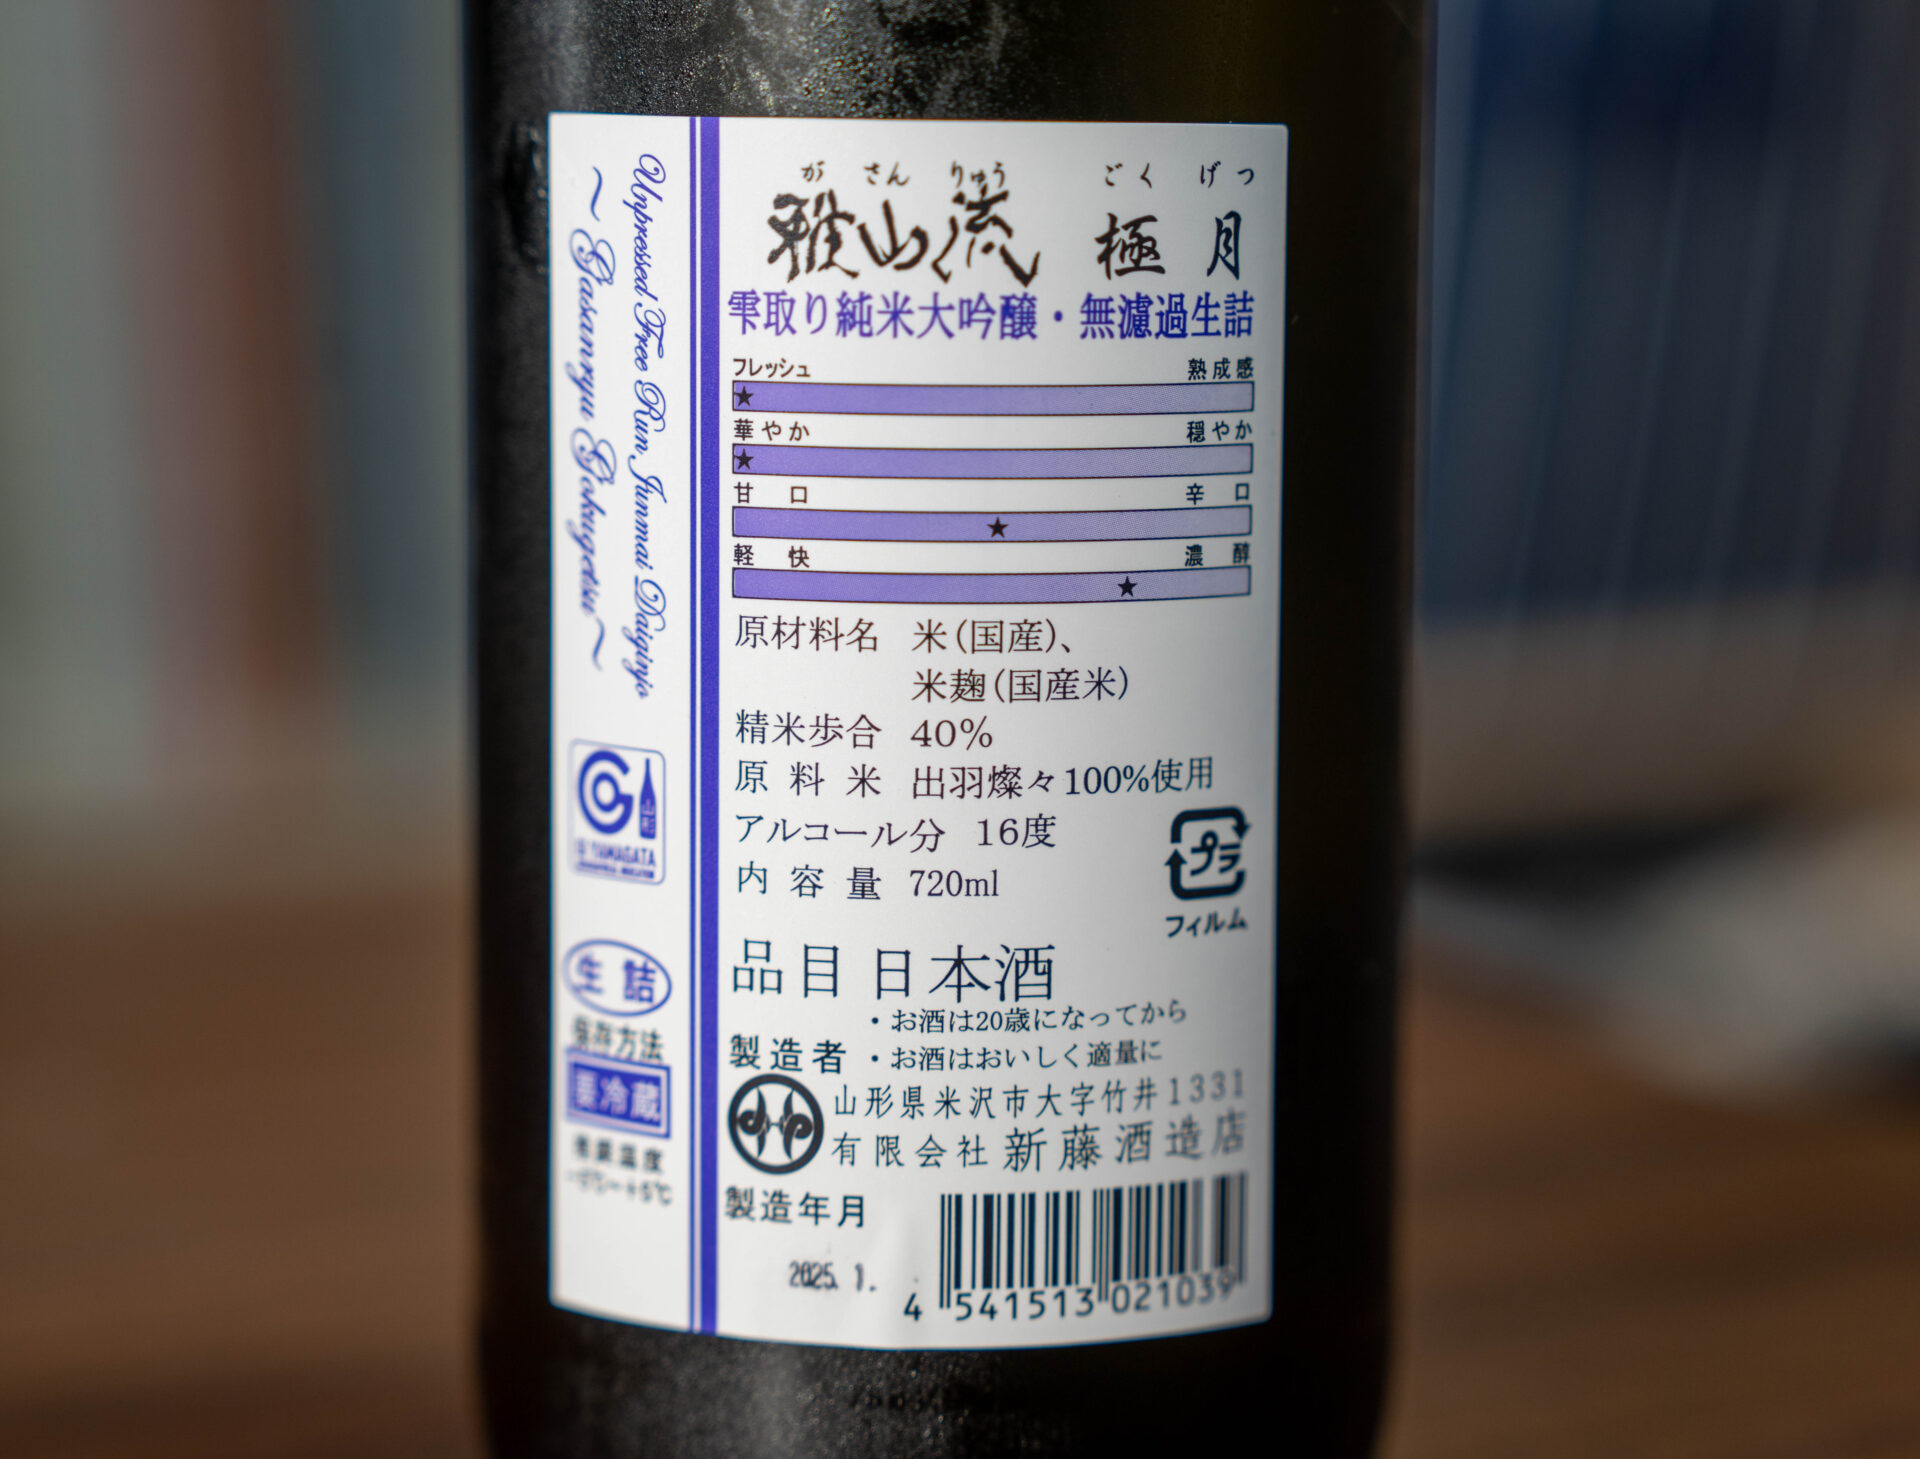 Unpressed Free Run Junmai Daiginjo
～Gasanryu Gokugetsu～
山形
GI YAMAGATA
生詰
保存方法
要冷蔵
がさんりゅう ごくげつ
雅山流 極月
雫取り純米大吟醸・無濾過生詰
フレッシュ 熟成感
★
華やか 穏やか
★
甘口 辛口
★
軽快 濃醇
★
原材料名 米(国産)、
米麹(国産米)
精米歩合 40%
原料米 出羽燦々100%使用
アルコール分 16度
内容量 720ml
プラ
フィルム
品目 日本酒
・お酒は20歳になってから
製造者 ・お酒はおいしく適量に
山形県米沢市大字竹井1331
有限会社 新藤酒造店
製造年月
2025. 1.
4 541513 021039